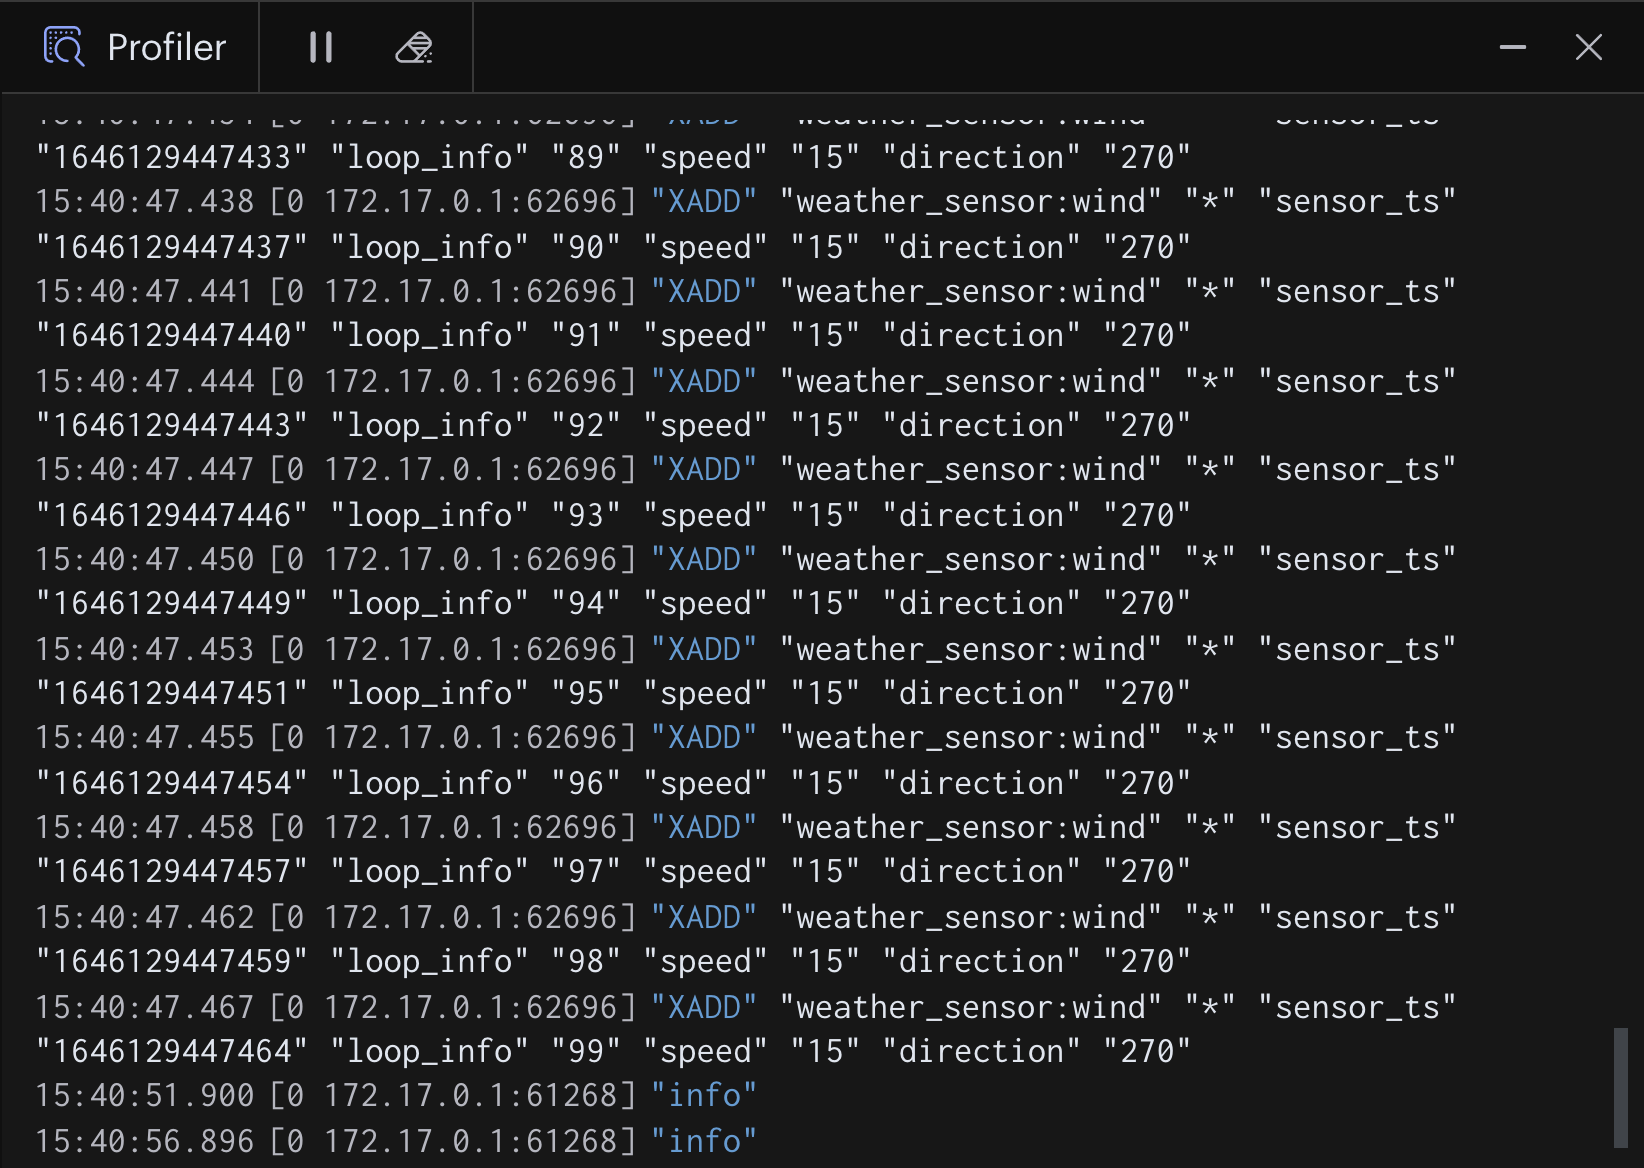 Profiler
"XADD" "weather_sensor:wind" "sensor_ts"
"1646129447433" "loop_info" "89" "speed" "15" "direction" "270"
15:40:47.438 [0 172.17.0.1:62696] "XADD" "weather_sensor:wind" "*" "sensor_ts"
"1646129447437" "loop_info" "90" "speed" "15" "direction" "270"
15:40:47.441 [0 172.17.0.1:62696] "XADD" "weather_sensor:wind" "*" "sensor_ts"
"1646129447440" "loop_info" "91" "speed" "15" "direction" "270"
15:40:47.444 [0 172.17.0.1:62696] "XADD" "weather_sensor:wind" "*" "sensor_ts"
"1646129447443" "loop_info" "92" "speed" "15" "direction" "270"
15:40:47.447 [0 172.17.0.1:62696] "XADD" "weather_sensor:wind" "*" "sensor_ts"
"1646129447446" "loop_info" "93" "speed" "15" "direction" "270"
15:40:47.450 [0 172.17.0.1:62696] "XADD" "weather_sensor:wind" "*" "sensor_ts"
"1646129447449" "loop_info" "94" "speed" "15" "direction" "270"
15:40:47.453 [0 172.17.0.1:62696] "XADD" "weather_sensor:wind" "*" "sensor_ts"
"1646129447451" "loop_info" "95" "speed" "15" "direction" "270"
15:40:47.455 [0 172.17.0.1:62696] "XADD" "weather_sensor:wind" "*" "sensor_ts"
"1646129447454" "loop_info" "96" "speed" "15" "direction" "270"
15:40:47.458 [0 172.17.0.1:62696] "XADD" "weather_sensor:wind" "*" "sensor_ts"
"1646129447457" "loop_info" "97" "speed" "15" "direction" "270"
15:40:47.462 [0 172.17.0.1:62696] "XADD" "weather_sensor:wind" "*" "sensor_ts"
"1646129447459" "loop_info" "98" "speed" "15" "direction" "270"
15:40:47.467 [0 172.17.0.1:62696] "XADD" "weather_sensor:wind" "*" "sensor_ts"
"1646129447464" "loop_info" "99" "speed" "15" "direction" "270"
15:40:51.900 [0 172.17.0.1:61268] "info"
15:40:56.896 [0 172.17.0.1:61268] "info"